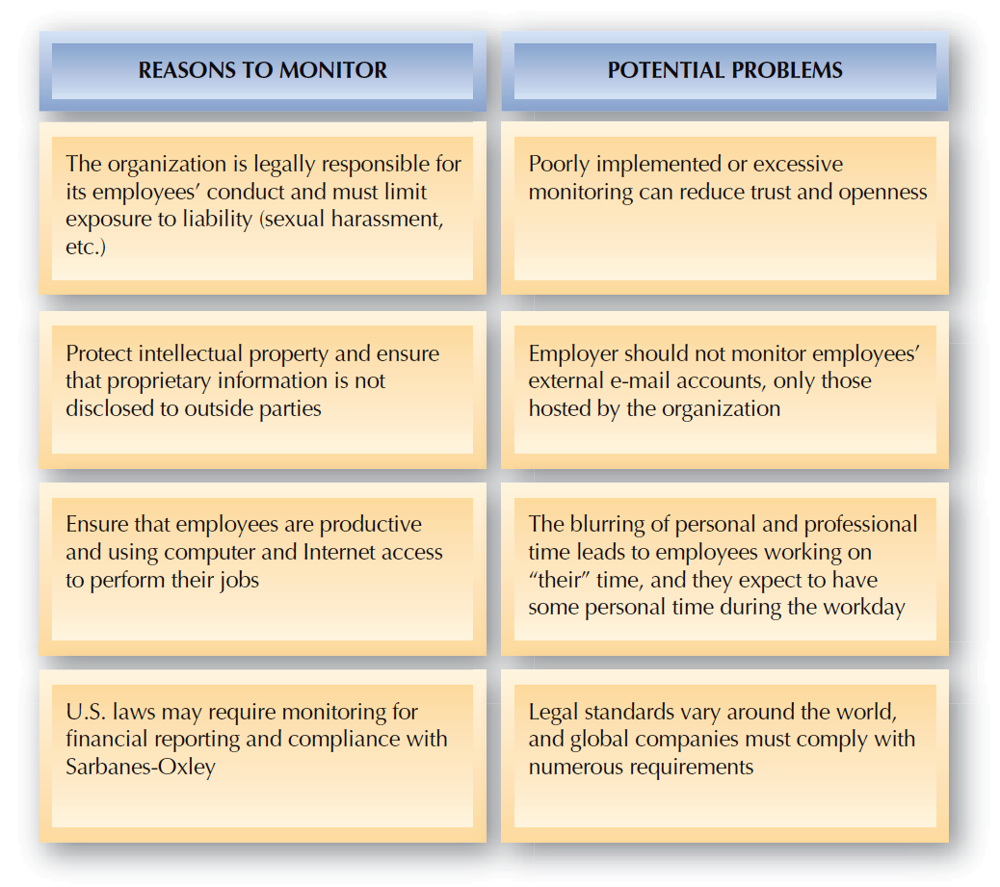 REASONS TO MONITOR
POTENTIAL PROBLEMS
The organization is legally responsible for
its employees’ conduct and must limit
exposure to liability (sexual harassment,
etc.)
Poorly implemented or excessive
monitoring can reduce trust and openness
Protect intellectual property and ensure
that proprietary information is not
disclosed to outside parties
Employer should not monitor employees’
external e-mail accounts, only those
hosted by the organization
Ensure that employees are productive
and using computer and Internet access
to perform their jobs
The blurring of personal and professional
time leads to employees working on
“their” time, and they expect to have
some personal time during the workday
U.S. laws may require monitoring for
financial reporting and compliance with
Sarbanes-Oxley
Legal standards vary around the world,
and global companies must comply with
numerous requirements